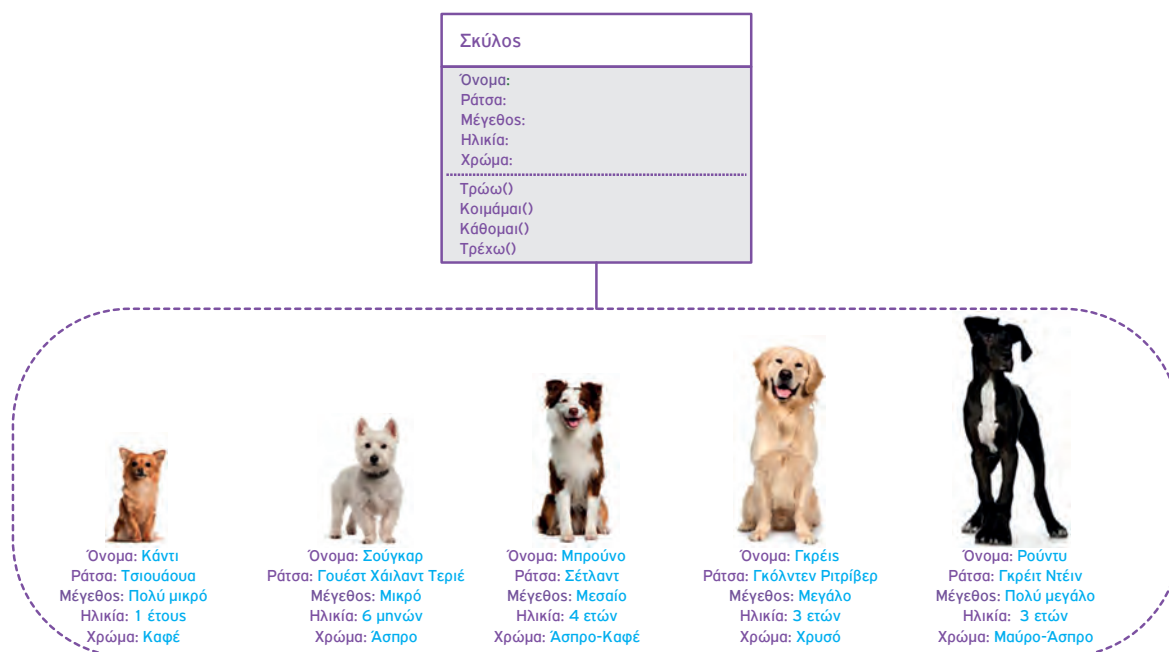 Σκύλος
Όνομα:
Ράτσα:
Μέγεθος:
Ηλικία:
Χρώμα:
Τρώω()
Κοιμάμαι()
Κάθομαι()
Τρέχω()
Όνομα: Κάντι
Ράτσα: Τσιουάουα
Μέγεθος: Πολύ μικρό
Ηλικία: 1 έτους
Χρώμα: Καφέ
Όνομα: Σούγκαρ
Ράτσα: Γουέστ Χάιλαντ Τεριέ
Μέγεθος: Μικρό
Ηλικία: 6 μηνών
Χρώμα: Άσπρο
Όνομα: Μπρούνο
Ράτσα: Σέτλαντ
Μέγεθος: Μεσαίο
Ηλικία: 4 ετών
Χρώμα: Άσπρο-Καφέ
Όνομα: Γκρέις
Ράτσα: Γκόλντεν Ριτρίβερ
Μέγεθος: Μεγάλο
Ηλικία: 3 ετών
Χρώμα: Χρυσό
Όνομα: Ρούντυ
Ράτσα: Γκρέιτ Ντέιν
Μέγεθος: Πολύ μεγάλο
Ηλικία: 3 ετών
Χρώμα: Μαύρο-Άσπρο